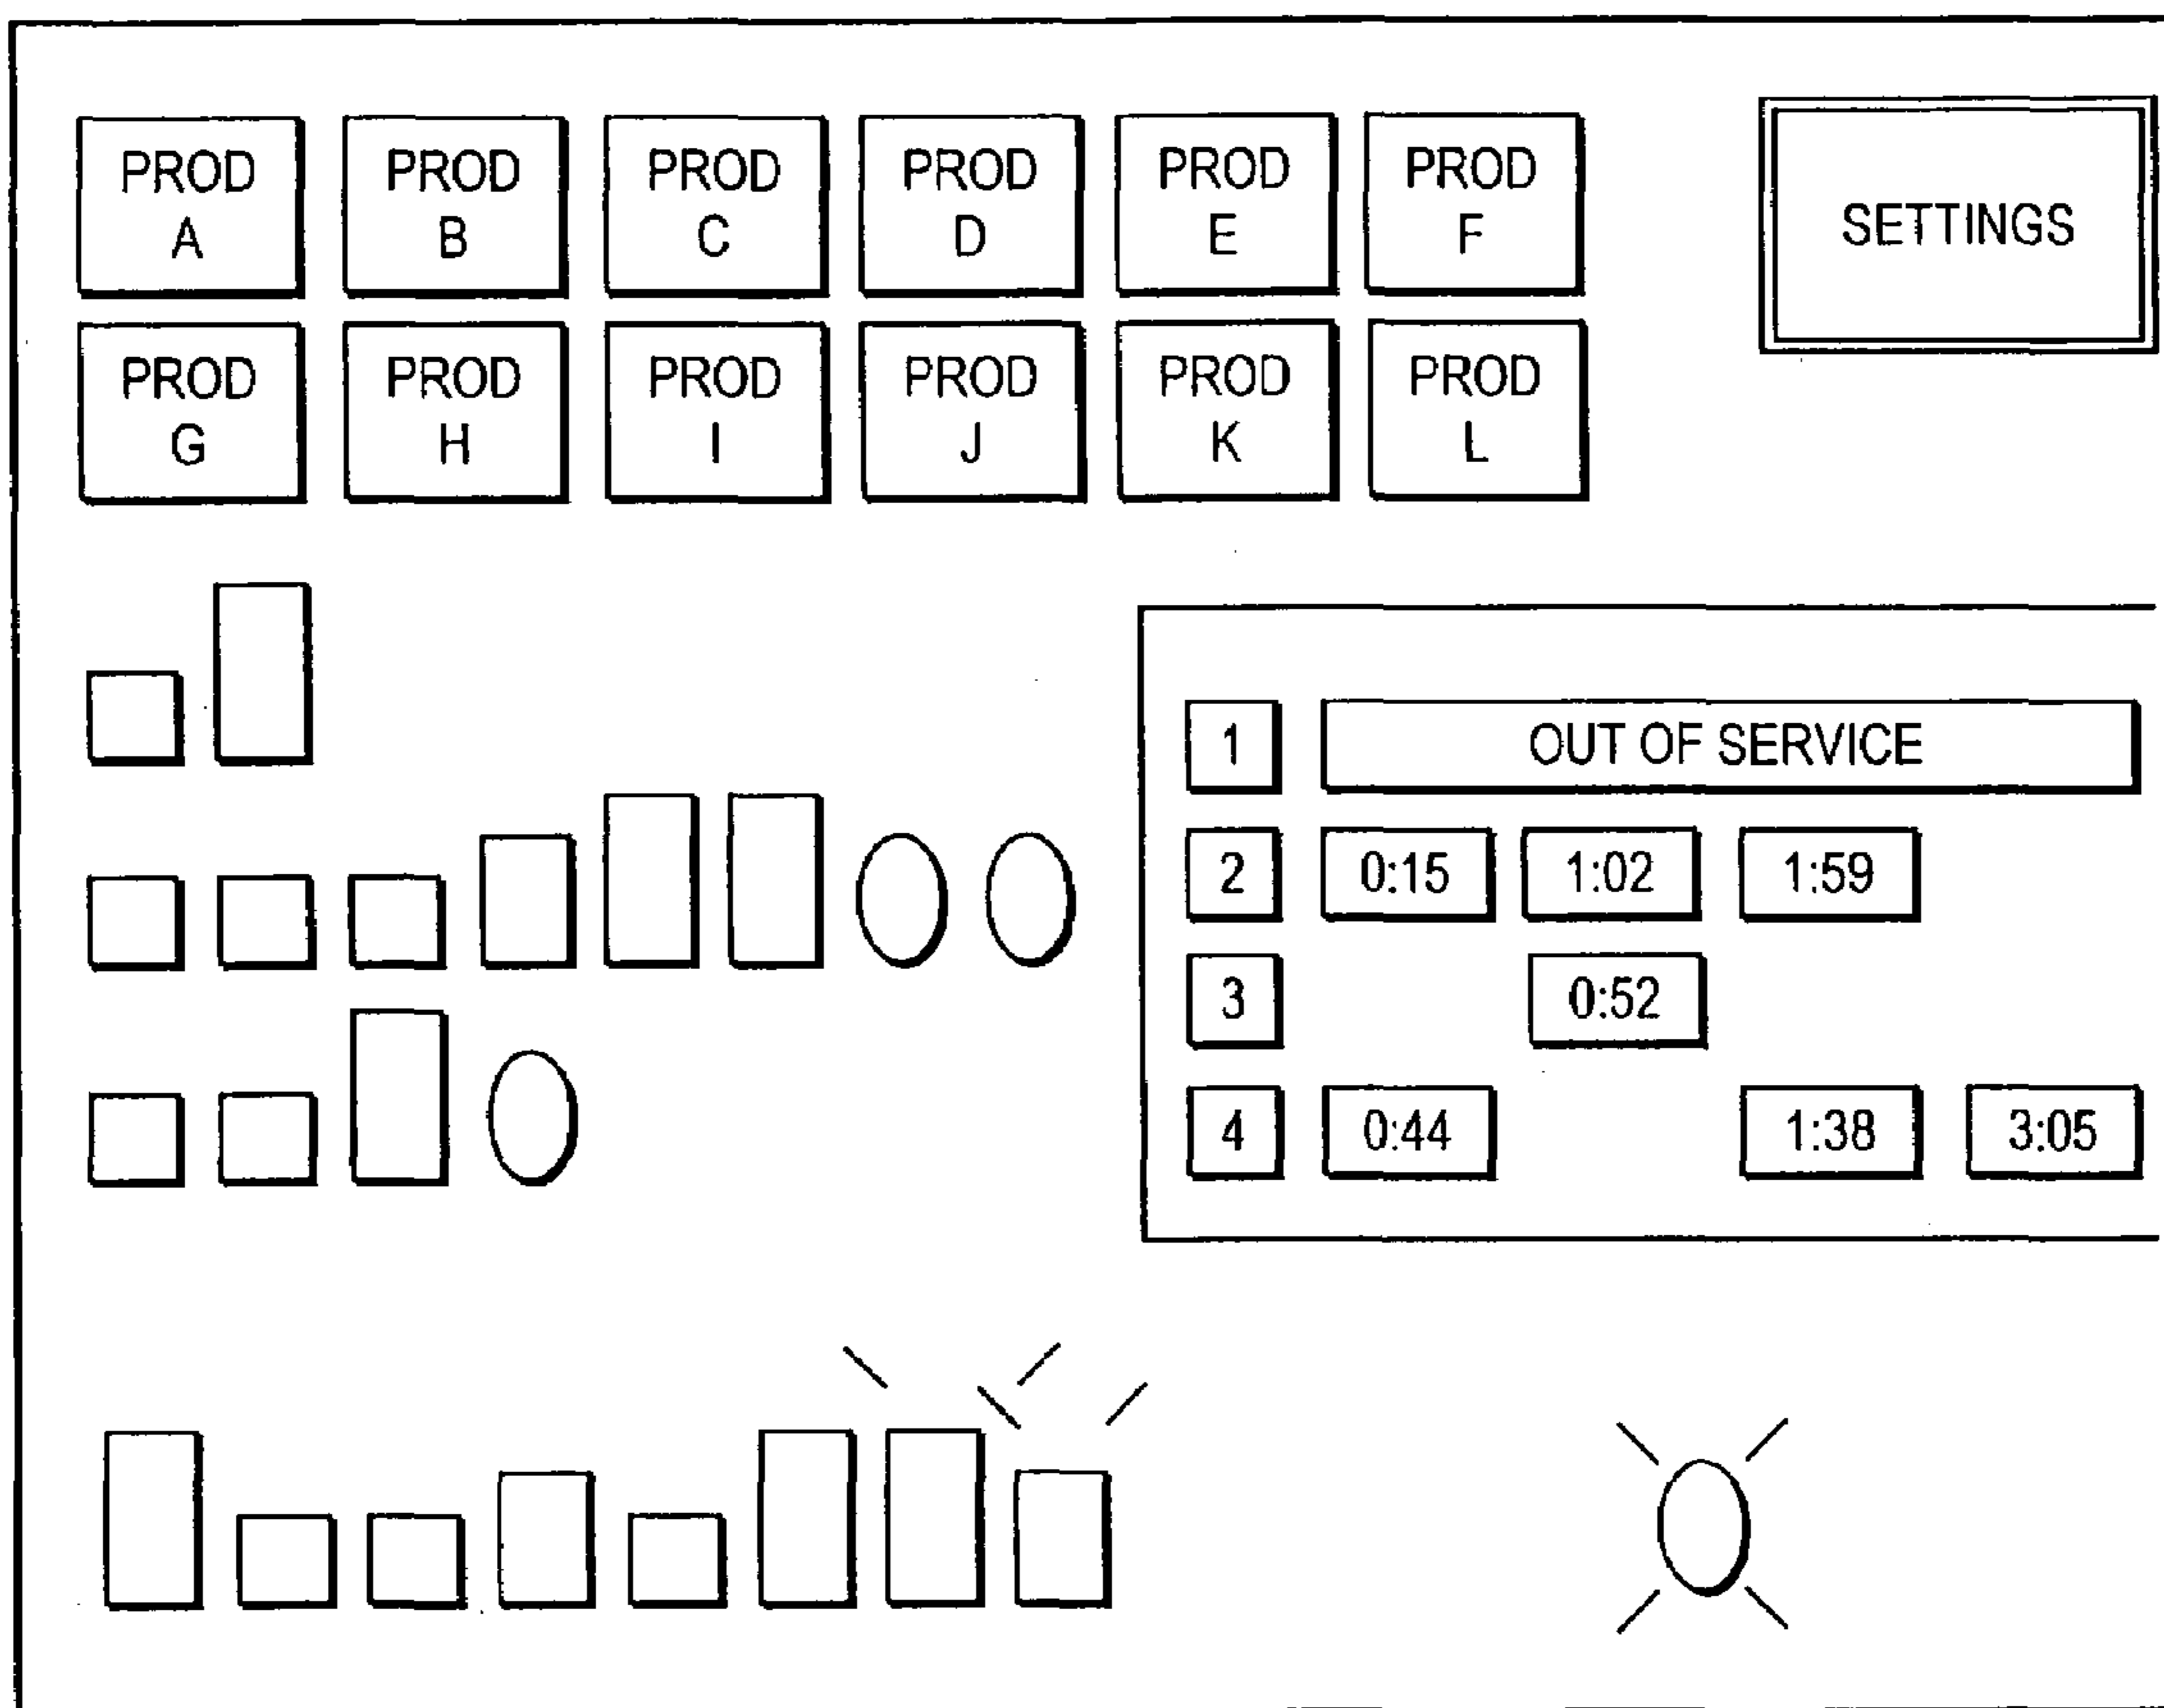 PROD A
PROD B
PROD C
PROD D
PROD E
PROD F
SETTINGS
PROD G
PROD H
PROD I
PROD J
PROD K
PROD L
1 OUT OF SERVICE
2 0:15 1:02 1:59
3 0:52
4 0:44 1:38 3:05